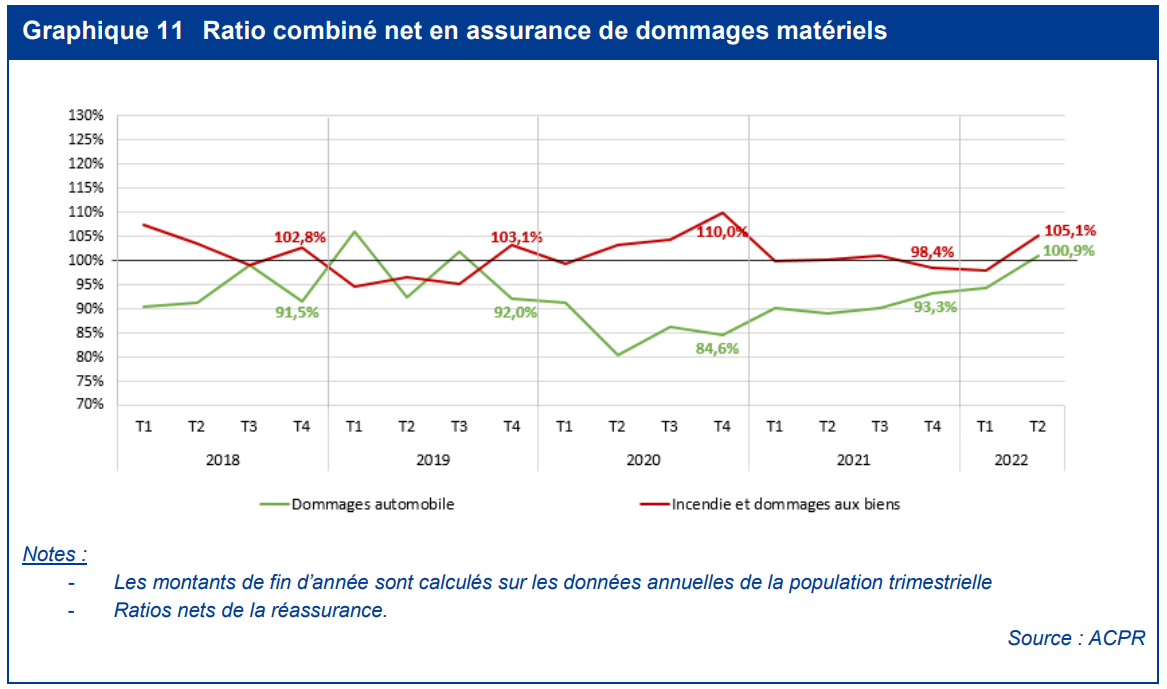 Graphique 11 Ratio combiné net en assurance de dommages matériels
130%
125%
120%
115%
110%
105%
100%
95%
90%
85%
80%
75%
70%
102,8%
103,1%
110,0%
98,4%
105,1%
100,9%
91,5%
92,0%
84,6%
93,3%
T1 T2 T3 T4 T1 T2 T3 T4 T1 T2 T3 T4 T1 T2 T3 T4 T1 T2
2018 2019 2020 2021 2022
Dommages automobile Incendie et dommages aux biens
Notes :
- Les montants de fin d’année sont calculés sur les données annuelles de la population trimestrielle
- Ratios nets de la réassurance.
Source : ACPR